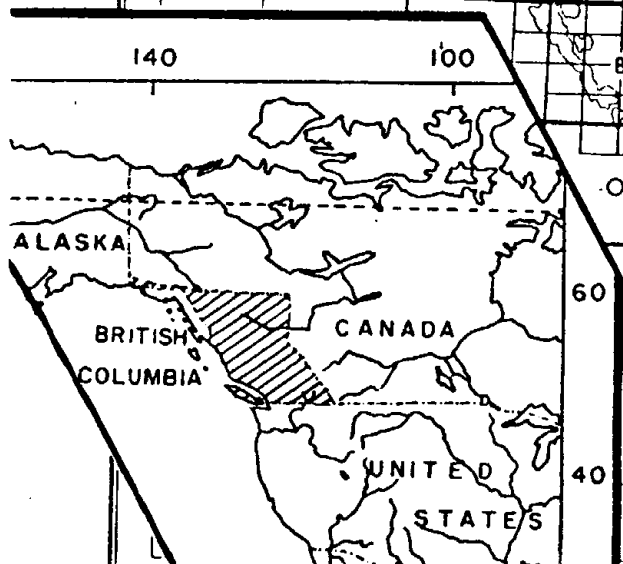 140 100
ALASKA
60
BRITISH
COLUMBIA
CANADA
UNITED
STATES
40